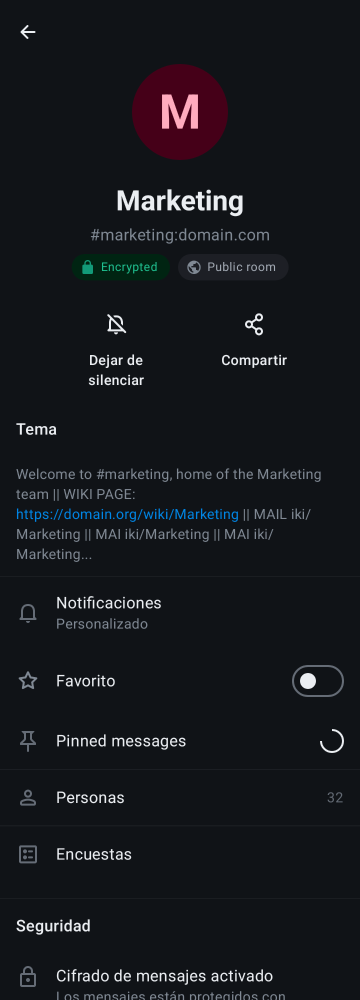 M
Marketing
#marketing:domain.com
Encrypted
Public room
Dejar de
silenciar
Compartir
Tema
Welcome to #marketing, home of the Marketing
team || WIKI PAGE:
https://domain.org/wiki/Marketing || MAIL iki/
Marketing || MAI iki/Marketing || MAI iki/
Marketing...
Notificaciones
Personalizado
Favorito
Pinned messages
Personas
32
Encuestas
Seguridad
Cifrado de mensajes activado
Los mensajes están protegidos con